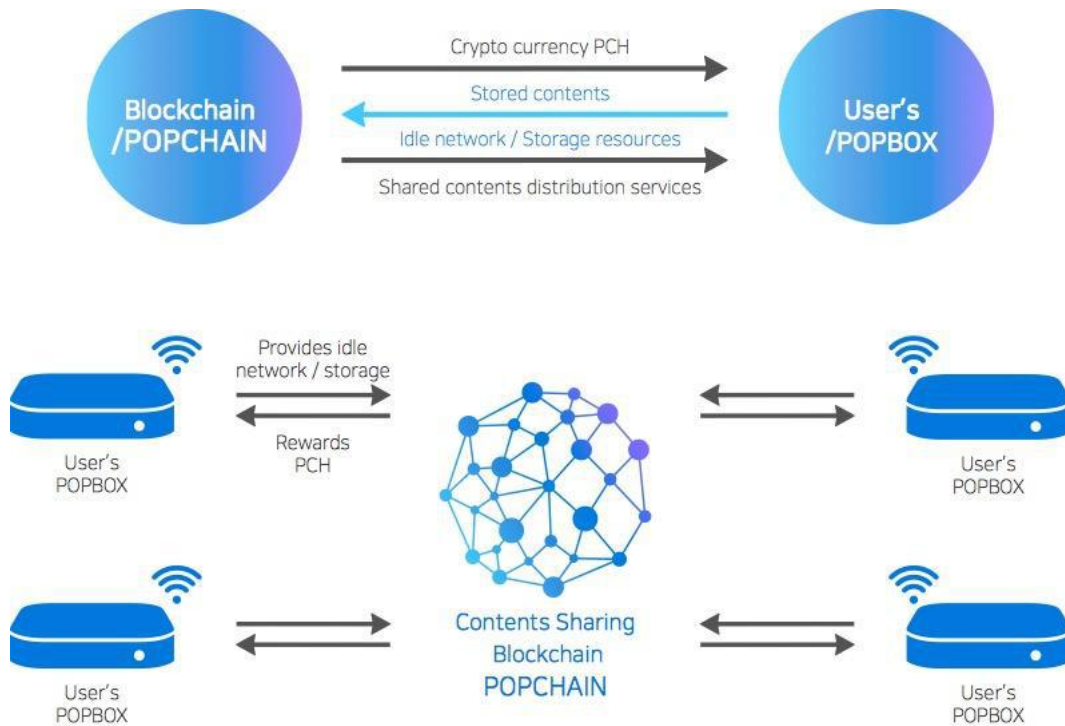 Crypto currency PCH
Blockchain
/POPCHAIN
Stored contents
Idle network / Storage resources
Shared contents distribution services
User's
/POPBOX
Provides idle
network / storage
Rewards
PCH
User's
POPBOX
User's
POPBOX
Contents Sharing
Blockchain
POPCHAIN
User's
POPBOX
User's
POPBOX